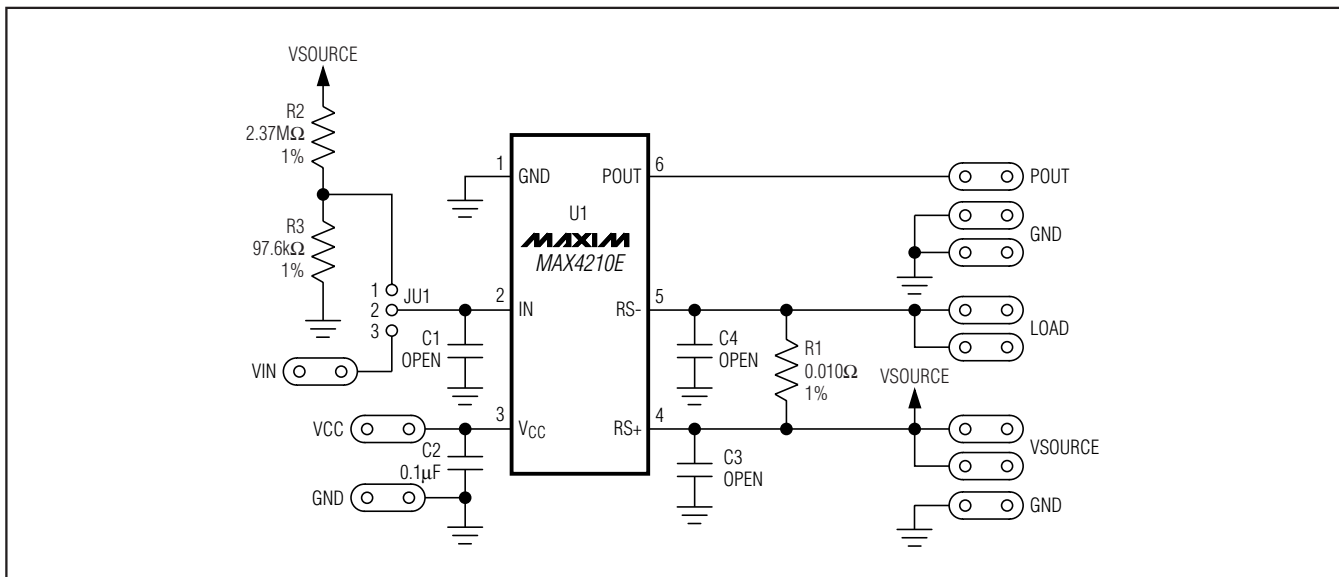 VSOURCE
R2
2.37MΩ
1%
R3
97.6kΩ
1%
1
2
3
JU1
VIN
VCC
GND
C1
OPEN
C2
0.1µF
1
GND
2
IN
3
VCC
U1
MAXIM
MAX4210E
POUT
6
RS-
5
RS+
4
C4
OPEN
C3
OPEN
R1
0.010Ω
1%
VSOURCE
POUT
GND
LOAD
VSOURCE
GND